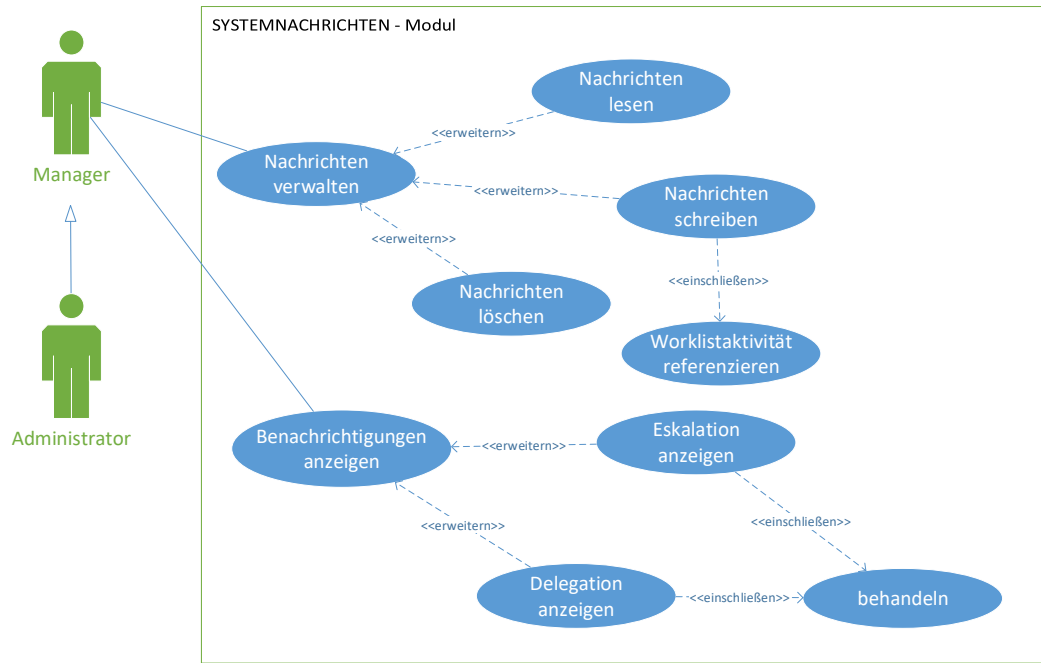 SYSTEMNACHRICHTEN - Modul
Nachrichten
lesen
<<erweitern>>
Manager
Nachrichten
verwalten
<<erweitern>>
Nachrichten
schreiben
<<erweitern>>
<<einschließen>>
Nachrichten
löschen
Worklistaktivität
referenzieren
Administrator
Benachrichtigungen
anzeigen
<<erweitern>>
Eskalation
anzeigen
<<erweitern>>
<<einschließen>>
Delegation
anzeigen
<<einschließen>>
behandeln